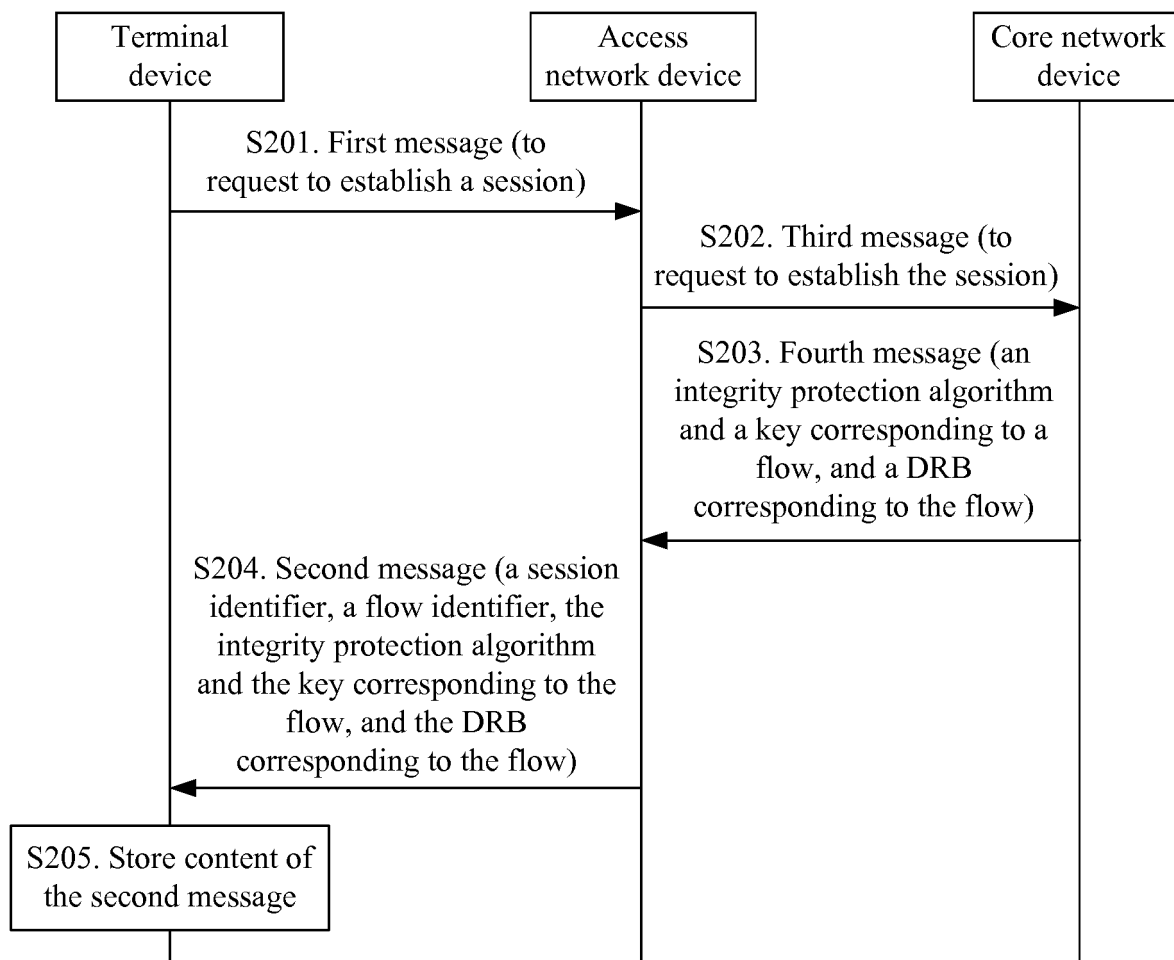 Terminal
device
Access
network device
Core network
device
S201. First message (to
request to establish a session)
S202. Third message (to
request to establish the session)
S203. Fourth message (an
integrity protection algorithm
and a key corresponding to a
flow, and a DRB
corresponding to the flow)
S204. Second message (a session
identifier, a flow identifier, the
integrity protection algorithm
and the key corresponding to the
flow, and the DRB
corresponding to the flow)
S205. Store content of
the second message